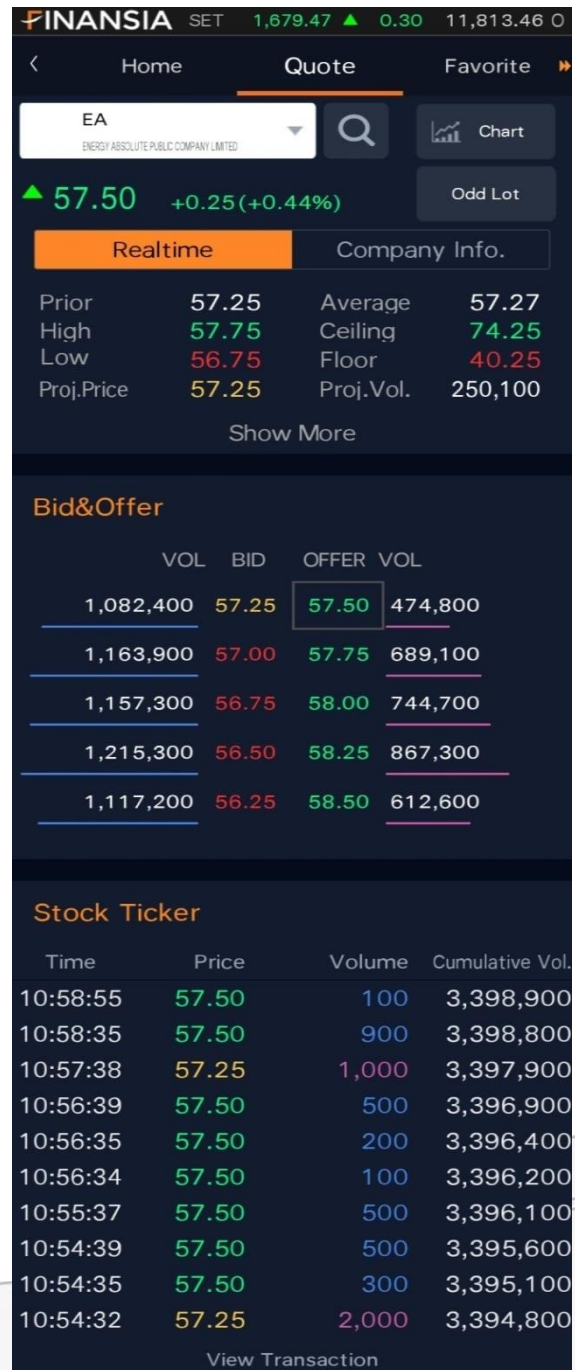 FINANSIA SET 1,679.47 ▲ 0.30 11,813.46 O
Home Quote Favorite
EA
ENERGY ABSOLUTE PUBLIC COMPANY LIMITED
Chart
▲ 57.50 +0.25(+0.44%)
Odd Lot
Realtime Company Info.
Prior 57.25 Average 57.27
High 57.75 Ceiling 74.25
Low 56.75 Floor 40.25
Proj.Price 57.25 Proj.Vol. 250,100
Show More
Bid&Offer
VOL BID OFFER VOL
1,082,400 57.25 57.50 474,800
1,163,900 57.00 57.75 689,100
1,157,300 56.75 58.00 744,700
1,215,300 56.50 58.25 867,300
1,117,200 56.25 58.50 612,600
Stock Ticker
Time Price Volume Cumulative Vol.
10:58:55 57.50 100 3,398,900
10:58:35 57.50 900 3,398,800
10:57:38 57.25 1,000 3,397,900
10:56:39 57.50 500 3,396,900
10:56:35 57.50 200 3,396,400
10:56:34 57.50 100 3,396,200
10:55:37 57.50 500 3,396,100
10:54:39 57.50 500 3,395,600
10:54:35 57.50 300 3,395,100
10:54:32 57.25 2,000 3,394,800
View Transaction